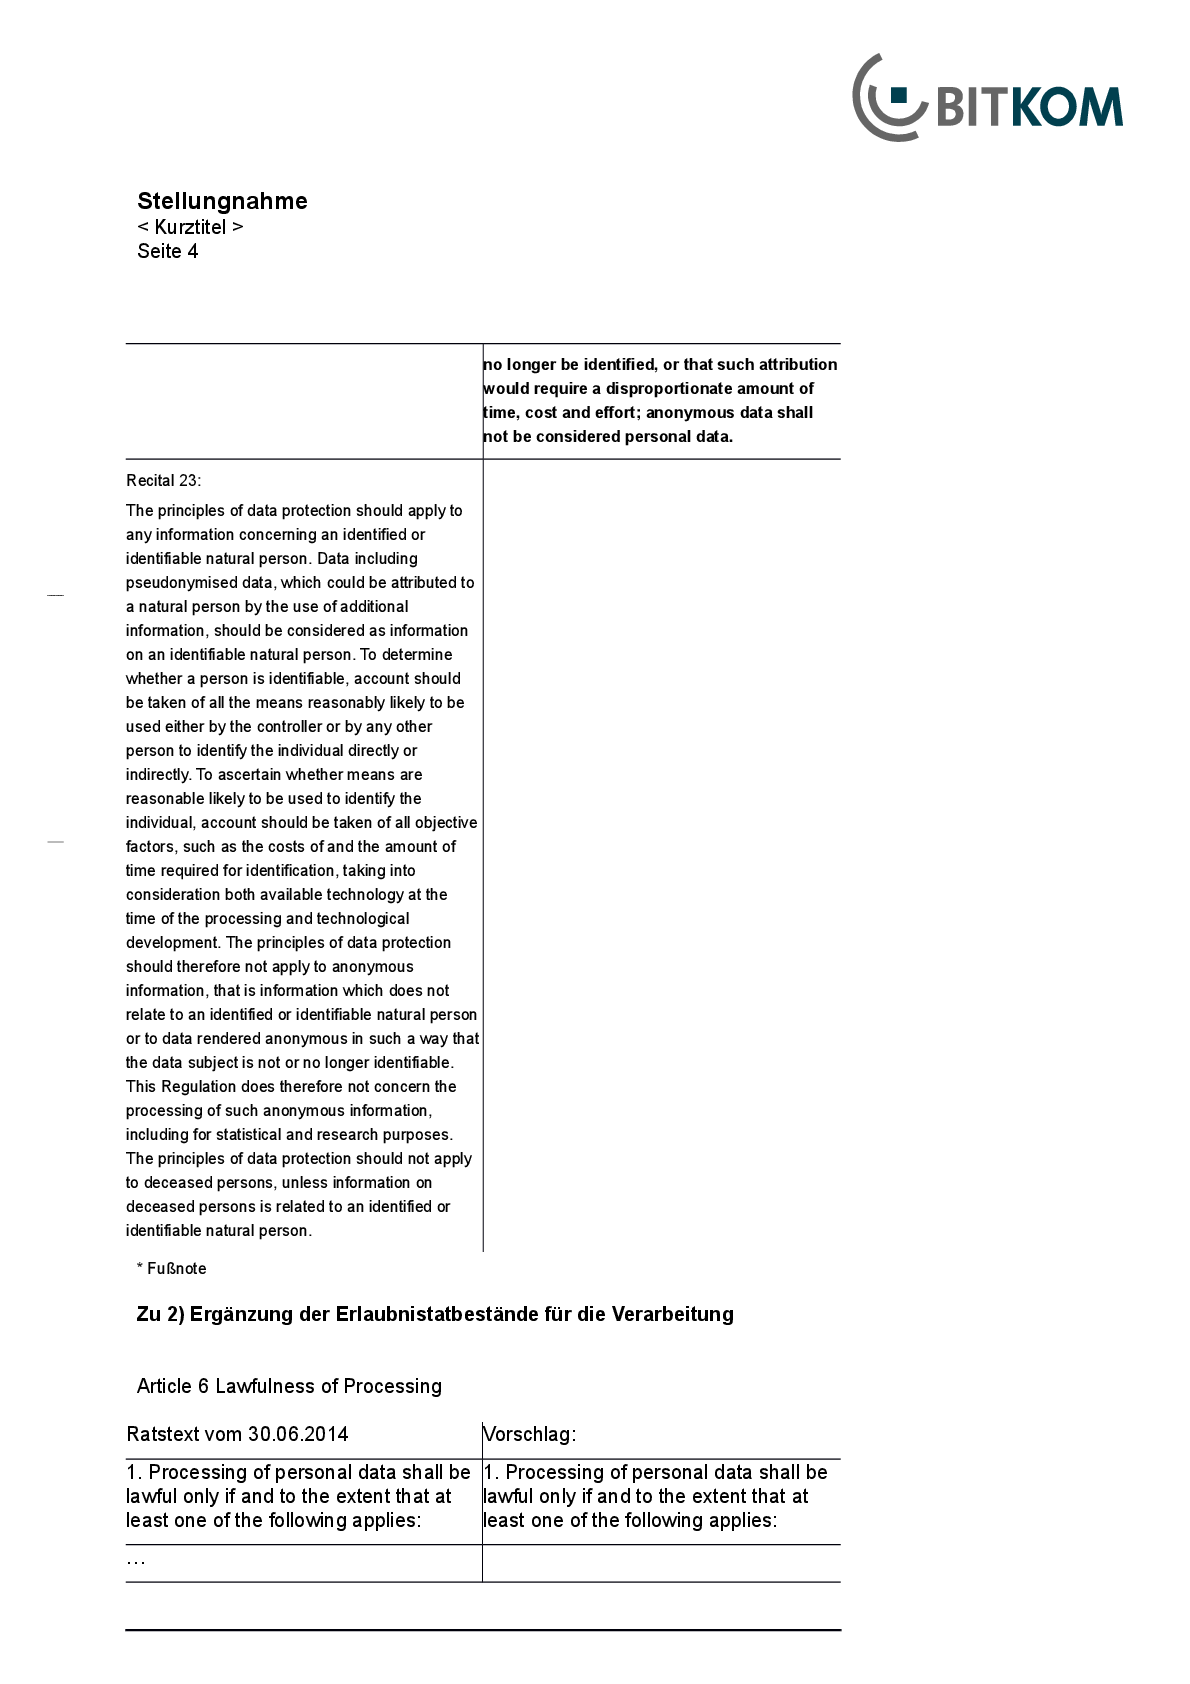 BITKOM
Stellungnahme
< Kurztitel >
Seite 4
no longer be identified, or that such attribution
would require a disproportionate amount of
time, cost and effort; anonymous data shall
not be considered personal data.
Recital 23:
The principles of data protection should apply to
any information concerning an identified or
identifiable natural person. Data including
pseudonymised data, which could be attributed to
a natural person by the use of additional
information, should be considered as information
on an identifiable natural person. To determine
whether a person is identifiable, account should
be taken of all the means reasonably likely to be
used either by the controller or by any other
person to identify the individual directly or
indirectly. To ascertain whether means are
reasonable likely to be used to identify the
individual, account should be taken of all objective
factors, such as the costs of and the amount of
time required for identification, taking into
consideration both available technology at the
time of the processing and technological
development. The principles of data protection
should therefore not apply to anonymous
information, that is information which does not
relate to an identified or identifiable natural person
or to data rendered anonymous in such a way that
the data subject is not or no longer identifiable.
This Regulation does therefore not concern the
processing of such anonymous information,
including for statistical and research purposes.
The principles of data protection should not apply
to deceased persons, unless information on
deceased persons is related to an identified or
identifiable natural person.
* Fußnote
Zu 2) Ergänzung der Erlaubnistatbestände für die Verarbeitung
Article 6 Lawfulness of Processing
Ratstext vom 30.06.2014
Vorschlag:
1. Processing of personal data shall be
lawful only if and to the extent that at
least one of the following applies:
1. Processing of personal data shall be
lawful only if and to the extent that at
least one of the following applies:
…